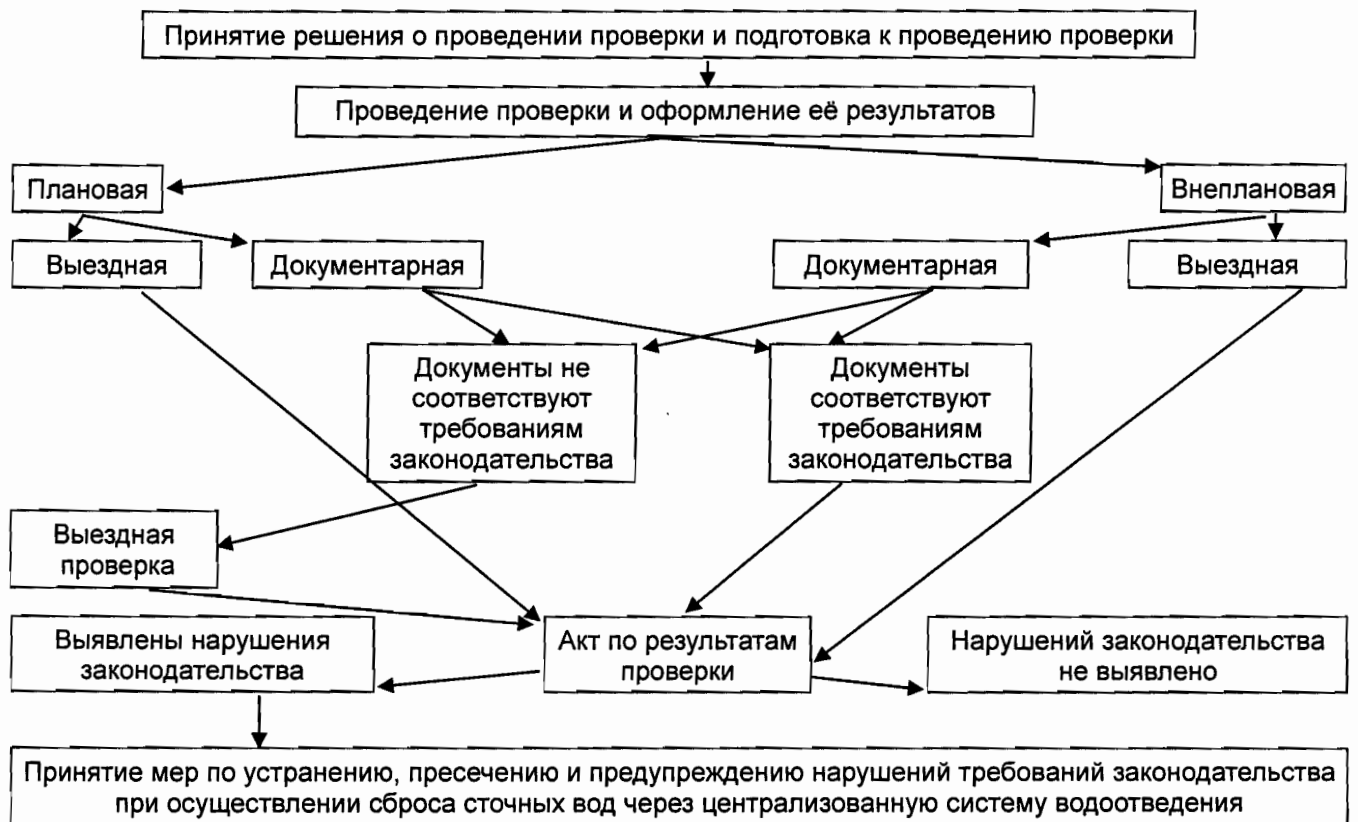 Принятие решения о проведении проверки и подготовка к проведению проверки
Проведение проверки и оформление её результатов
Плановая
Внеплановая
Выездная
Документарная
Документарная
Выездная
Документы не
соответствуют
требованиям
законодательства
Документы
соответствуют
требованиям
законодательства
Выездная
проверка
Выявлены нарушения
законодательства
Акт по результатам
проверки
Нарушений законодательства
не выявлено
Принятие мер по устранению, пресечению и предупреждению нарушений требований законодательства
при осуществлении сброса сточных вод через централизованную систему водоотведения